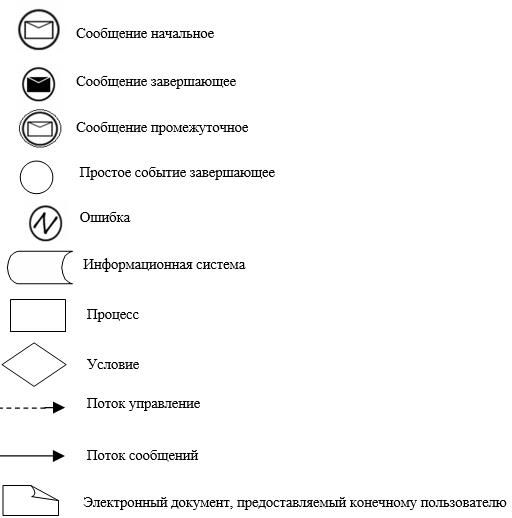 Сообщение начальное
Сообщение завершающее
Сообщение промежуточное
Простое событие завершающее
Ошибка
Информационная система
Процесс
Условие
Поток управление
Поток сообщений
Электронный документ, предоставляемый конечному пользователю